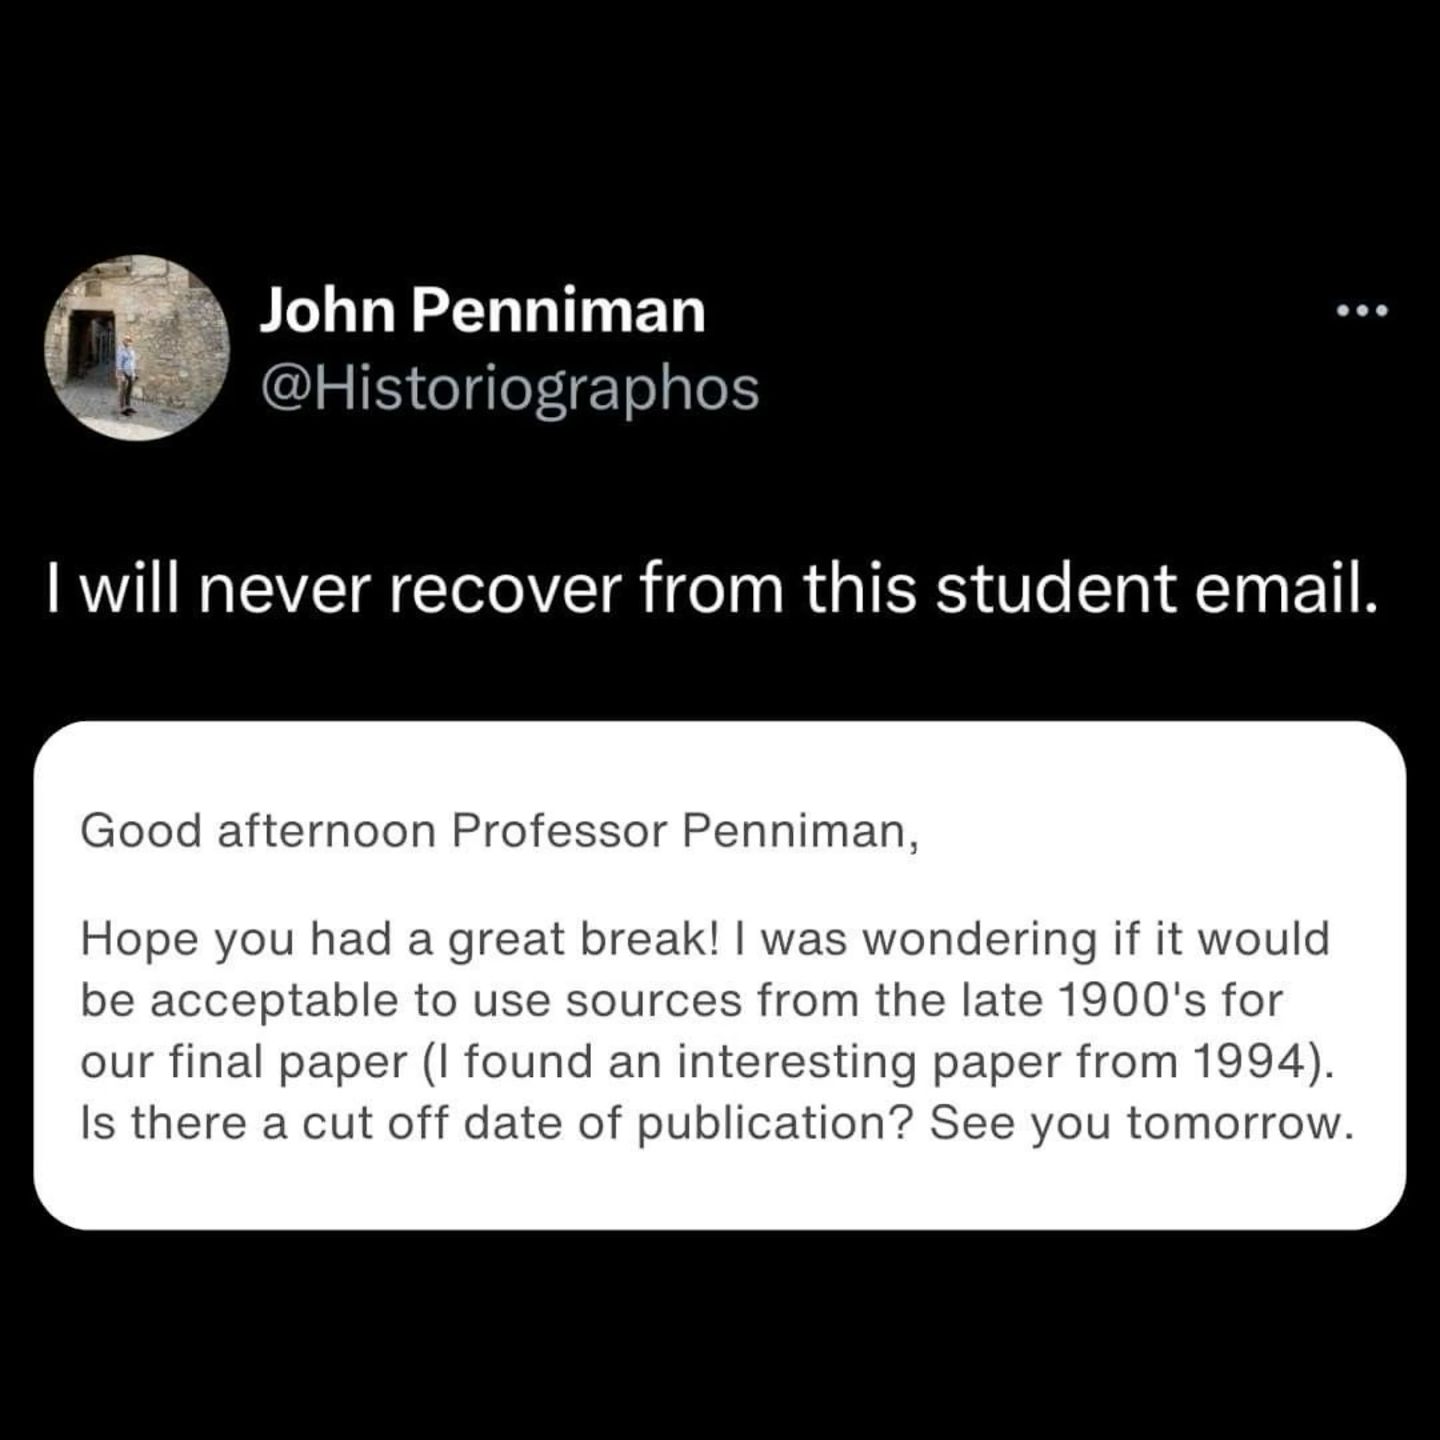 John Penniman
@Historiographos
I will never recover from this student email.
Good afternoon Professor Penniman,
Hope you had a great break! I was wondering if it would
be acceptable to use sources from the late 1900's for
our final paper (I found an interesting paper from 1994).
Is there a cut off date of publication? See you tomorrow.